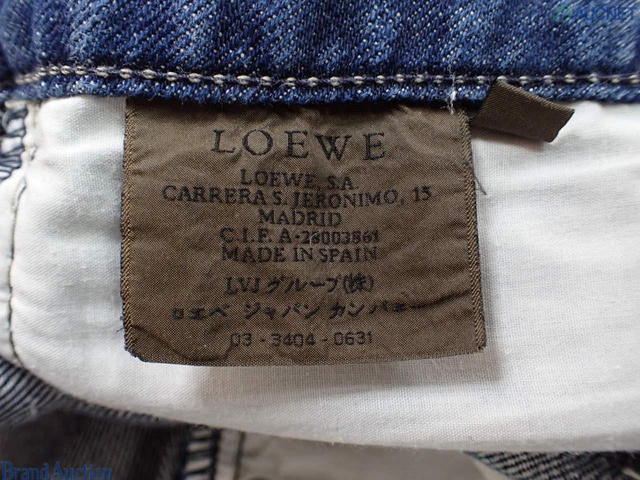 LOEWE
LOEWE, S.A.
CARRERA S. JERONIMO, 15
MADRID
C.I.F. A-28003861
MADE IN SPAIN
LVJグループ(株)
ロエベ ジャパン カンパニー
03-3404-0631
Brand Auction